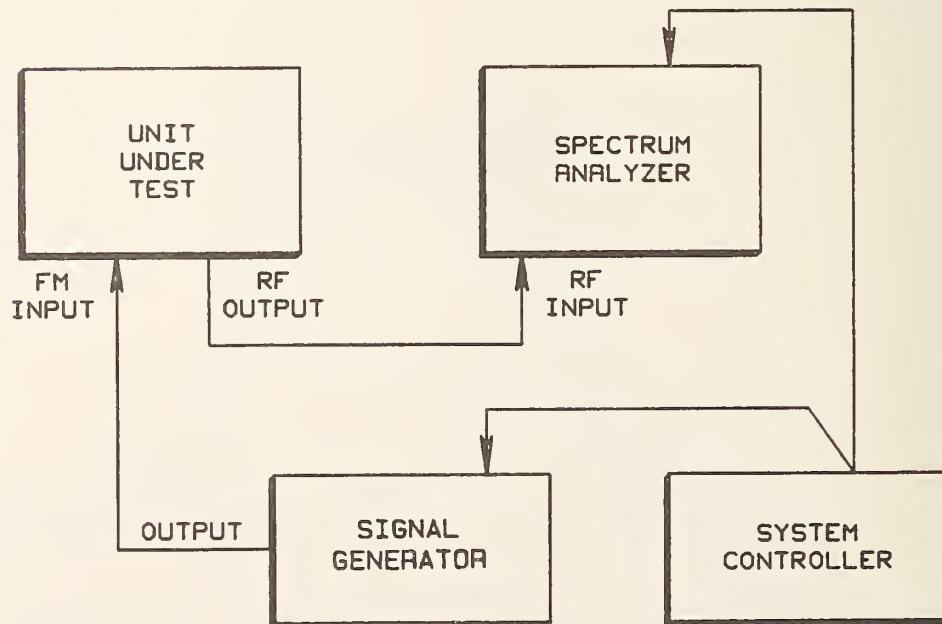 UNIT
UNDER
TEST
SPECTRUM
ANALYZER
FM
INPUT
RF
OUTPUT
RF
INPUT
OUTPUT
SIGNAL
GENERATOR
SYSTEM
CONTROLLER